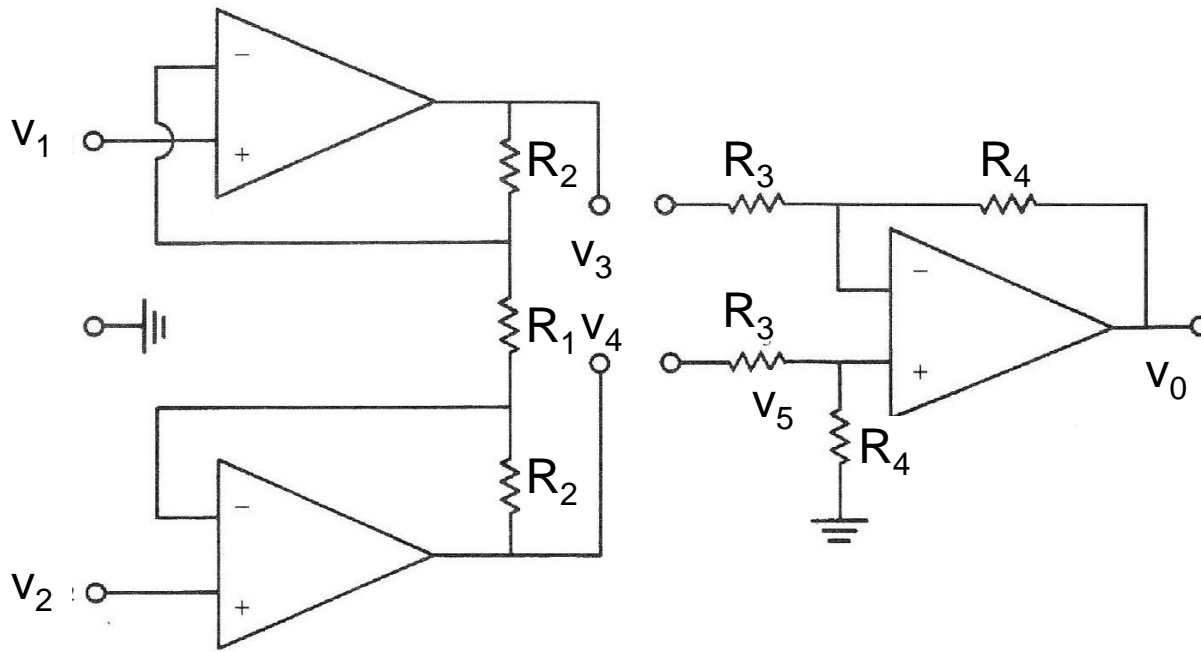 −
v₁
+
R₂
R₃
R₄
v₃
−
R₁
v₄
R₃
+
v₅
v₀
R₄
R₂
−
v₂
+